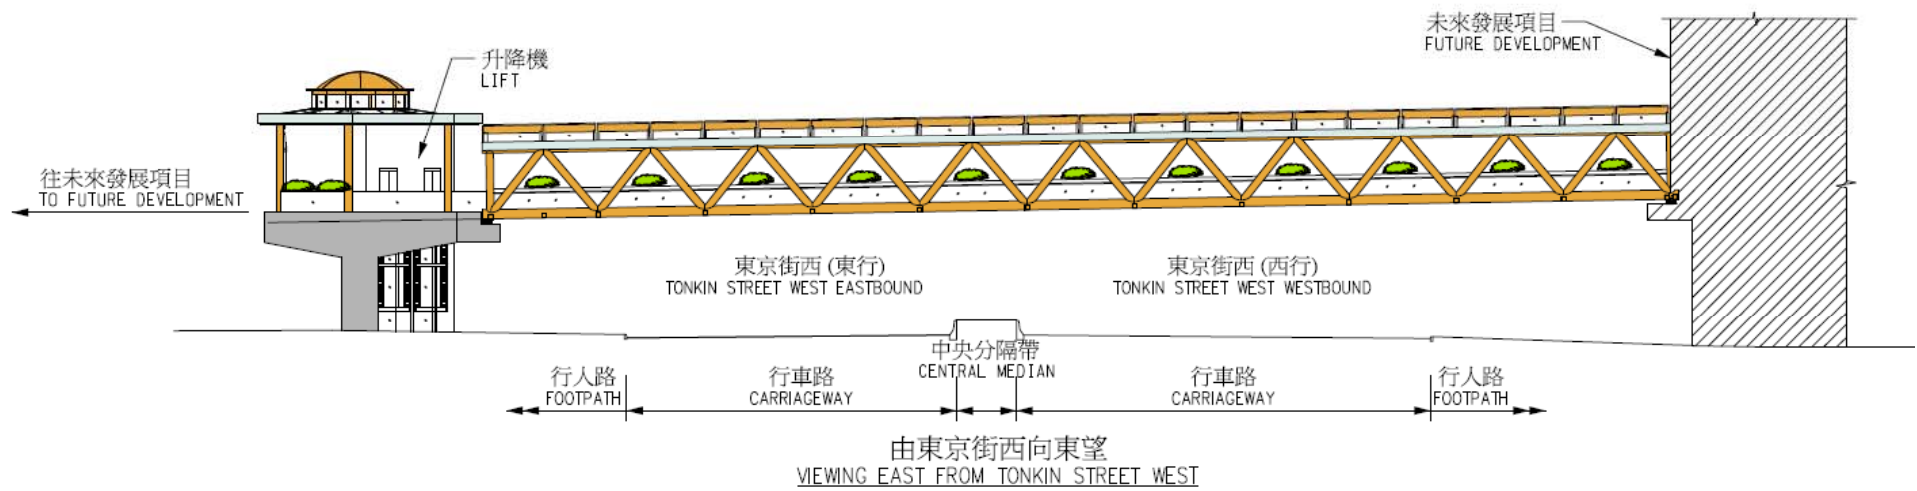 未來發展項目
FUTURE DEVELOPMENT
升降機
LIFT
往未來發展項目
TO FUTURE DEVELOPMENT
東京街西 (東行)
TONKIN STREET WEST EASTBOUND
東京街西 (西行)
TONKIN STREET WEST WESTBOUND
中央分隔帶
CENTRAL MEDIAN
行人路
FOOTPATH
行車路
CARRIAGEWAY
行車路
CARRIAGEWAY
行人路
FOOTPATH
由東京街西向東望
VIEWING EAST FROM TONKIN STREET WEST